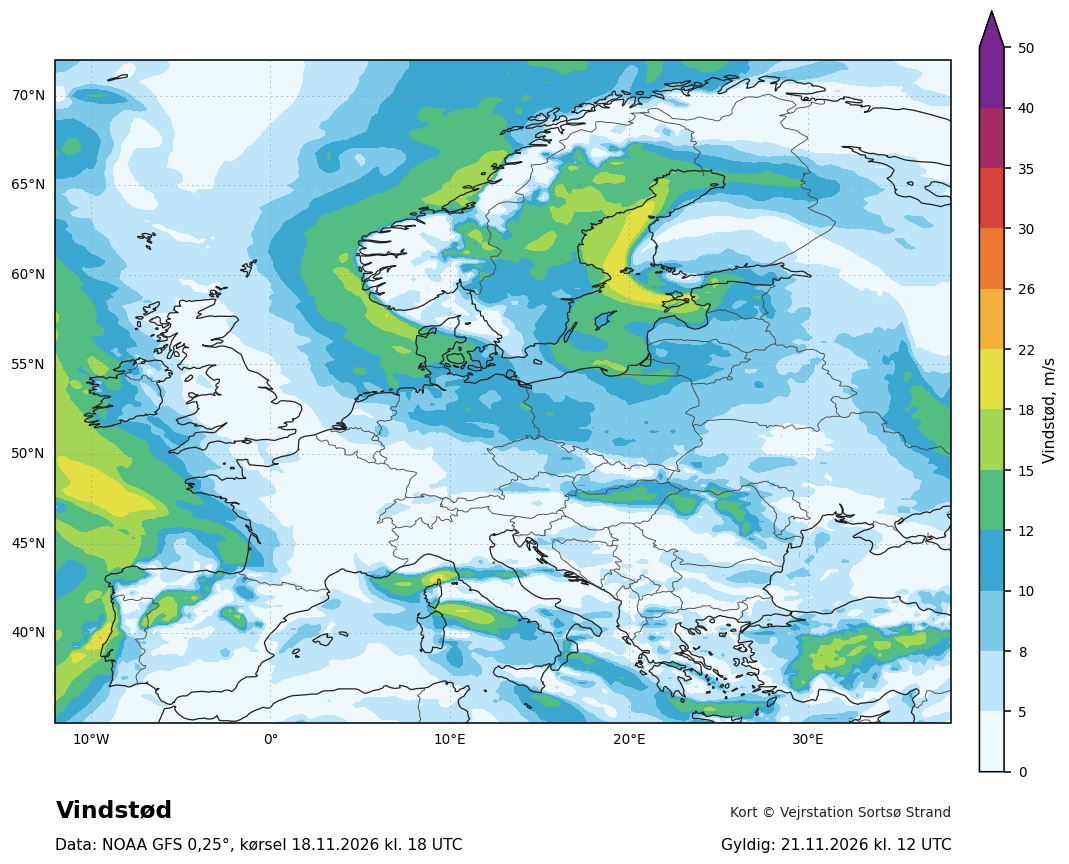 70°N
65°N
60°N
55°N
50°N
45°N
40°N
10°W
0°
10°E
20°E
30°E
50
40
35
30
26
22
18
15
12
10
8
5
0
Vindstød, m/s
Vindstød
Kort © Vejrstation Sortsø Strand
Data: NOAA GFS 0,25°, kørsel 18.11.2026 kl. 18 UTC
Gyldig: 21.11.2026 kl. 12 UTC